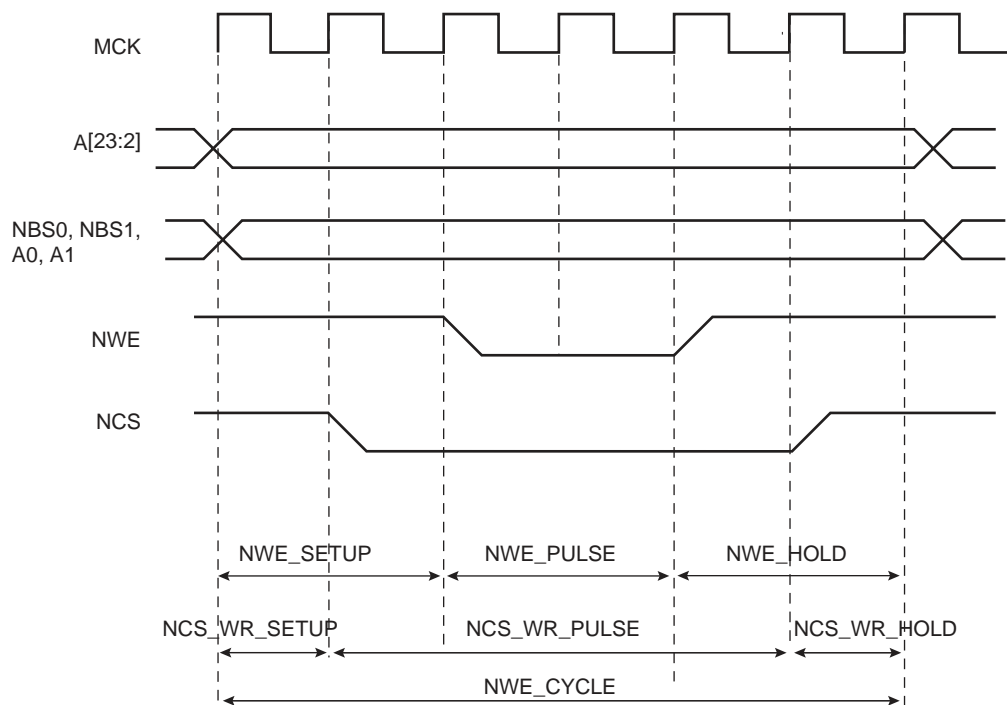 MCK
A[23:2]
NBS0, NBS1,
A0, A1
NWE
NCS
NWE_SETUP
NWE_PULSE
NWE_HOLD
NCS_WR_SETUP
NCS_WR_PULSE
NCS_WR_HOLD
NWE_CYCLE